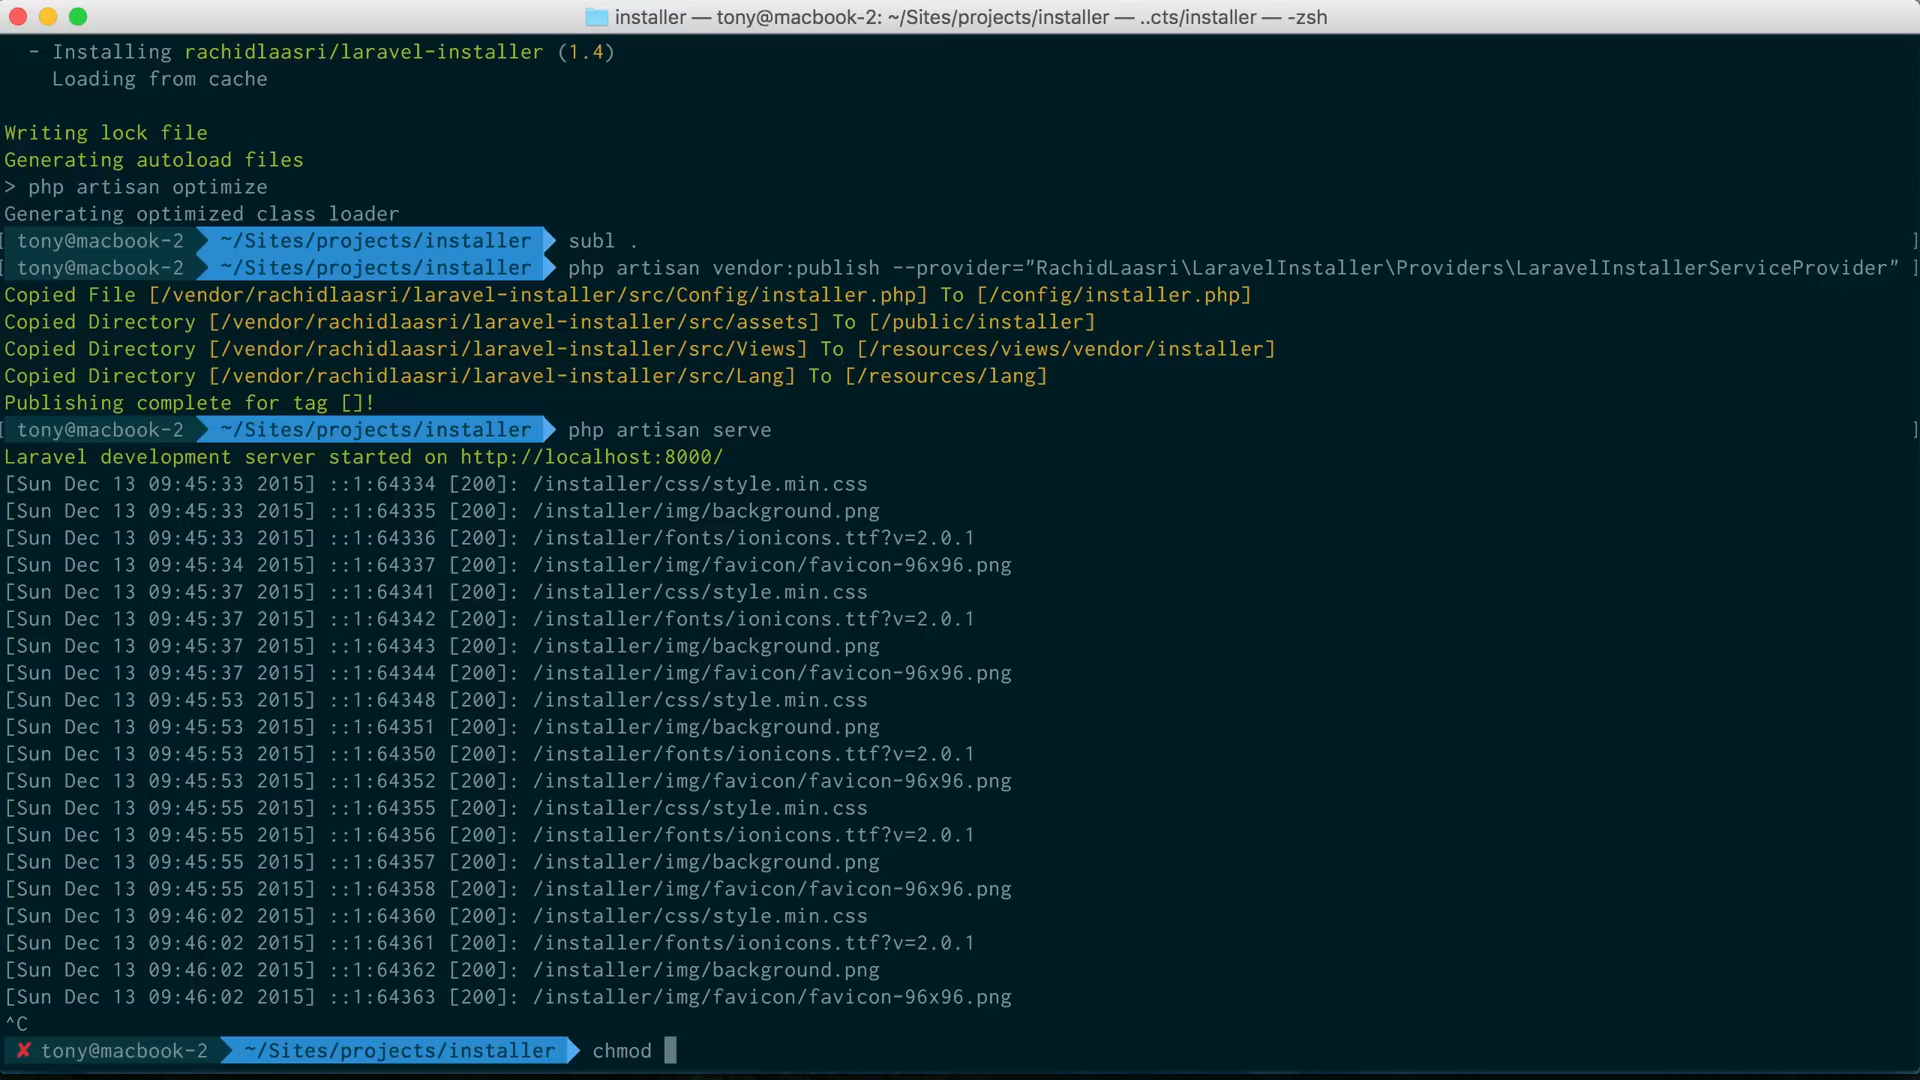 installer — tony@macbook-2: ~/Sites/projects/installer — ..cts/installer — -zsh
- Installing rachidlaasri/laravel-installer (1.4)
Loading from cache
Writing lock file
Generating autoload files
> php artisan optimize
Generating optimized class loader
[ tony@macbook-2 ~/Sites/projects/installer subl . ]
[ tony@macbook-2 ~/Sites/projects/installer php artisan vendor:publish --provider="RachidLaasri\LaravelInstaller\Providers\LaravelInstallerServiceProvider" ]
Copied File [/vendor/rachidlaasri/laravel-installer/src/Config/installer.php] To [/config/installer.php]
Copied Directory [/vendor/rachidlaasri/laravel-installer/src/assets] To [/public/installer]
Copied Directory [/vendor/rachidlaasri/laravel-installer/src/Views] To [/resources/views/vendor/installer]
Copied Directory [/vendor/rachidlaasri/laravel-installer/src/Lang] To [/resources/lang]
Publishing complete for tag []!
[ tony@macbook-2 ~/Sites/projects/installer php artisan serve ]
Laravel development server started on http://localhost:8000/
[Sun Dec 13 09:45:33 2015] ::1:64334 [200]: /installer/css/style.min.css
[Sun Dec 13 09:45:33 2015] ::1:64335 [200]: /installer/img/background.png
[Sun Dec 13 09:45:33 2015] ::1:64336 [200]: /installer/fonts/ionicons.ttf?v=2.0.1
[Sun Dec 13 09:45:34 2015] ::1:64337 [200]: /installer/img/favicon/favicon-96x96.png
[Sun Dec 13 09:45:37 2015] ::1:64341 [200]: /installer/css/style.min.css
[Sun Dec 13 09:45:37 2015] ::1:64342 [200]: /installer/fonts/ionicons.ttf?v=2.0.1
[Sun Dec 13 09:45:37 2015] ::1:64343 [200]: /installer/img/background.png
[Sun Dec 13 09:45:37 2015] ::1:64344 [200]: /installer/img/favicon/favicon-96x96.png
[Sun Dec 13 09:45:53 2015] ::1:64348 [200]: /installer/css/style.min.css
[Sun Dec 13 09:45:53 2015] ::1:64351 [200]: /installer/img/background.png
[Sun Dec 13 09:45:53 2015] ::1:64350 [200]: /installer/fonts/ionicons.ttf?v=2.0.1
[Sun Dec 13 09:45:53 2015] ::1:64352 [200]: /installer/img/favicon/favicon-96x96.png
[Sun Dec 13 09:45:55 2015] ::1:64355 [200]: /installer/css/style.min.css
[Sun Dec 13 09:45:55 2015] ::1:64356 [200]: /installer/fonts/ionicons.ttf?v=2.0.1
[Sun Dec 13 09:45:55 2015] ::1:64357 [200]: /installer/img/background.png
[Sun Dec 13 09:45:55 2015] ::1:64358 [200]: /installer/img/favicon/favicon-96x96.png
[Sun Dec 13 09:46:02 2015] ::1:64360 [200]: /installer/css/style.min.css
[Sun Dec 13 09:46:02 2015] ::1:64361 [200]: /installer/fonts/ionicons.ttf?v=2.0.1
[Sun Dec 13 09:46:02 2015] ::1:64362 [200]: /installer/img/background.png
[Sun Dec 13 09:46:02 2015] ::1:64363 [200]: /installer/img/favicon/favicon-96x96.png
^C
✘ tony@macbook-2 ~/Sites/projects/installer chmod